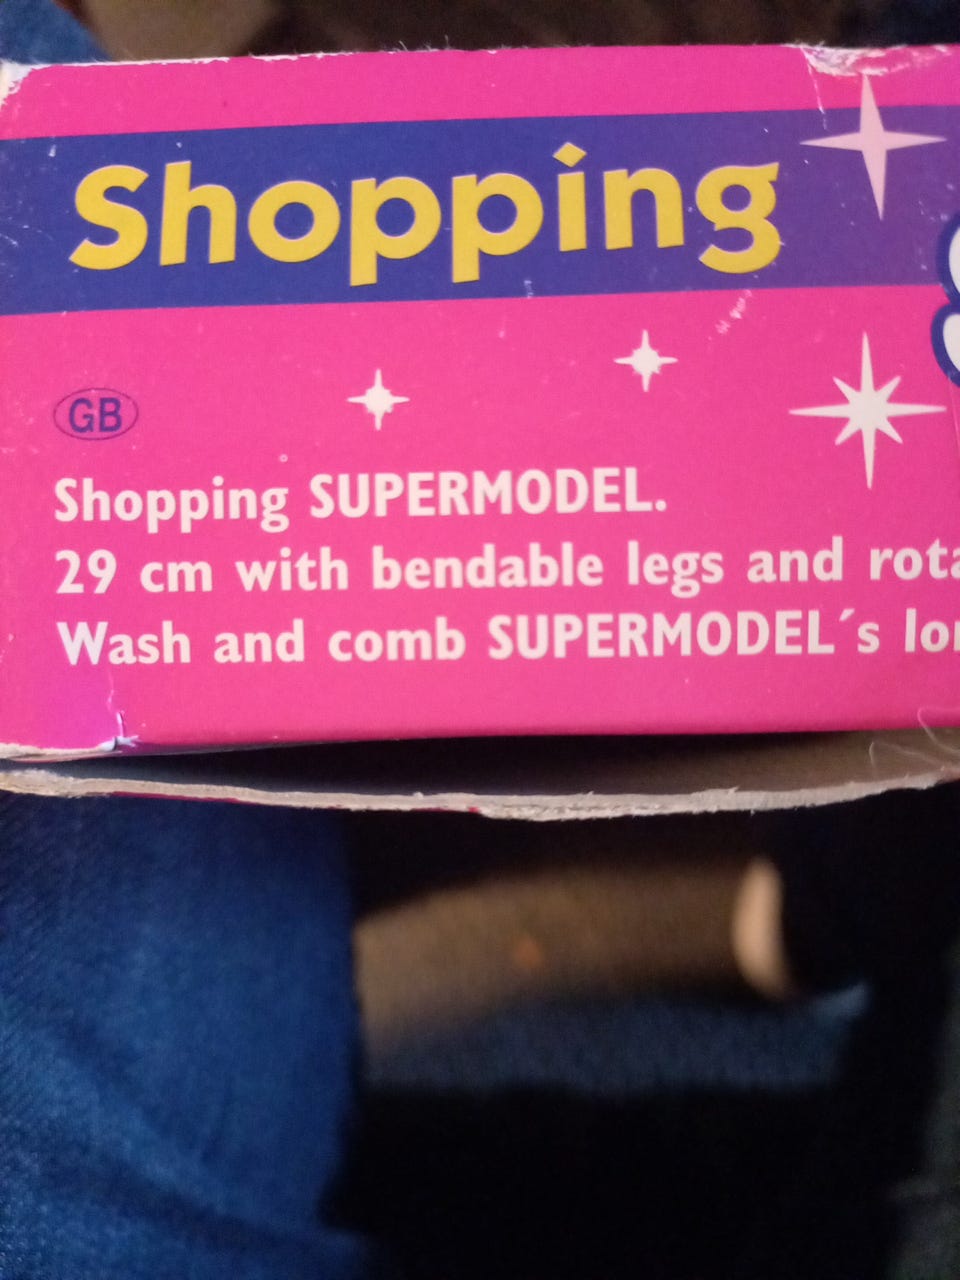 Shopping
GB
Shopping SUPERMODEL.
29 cm with bendable legs and
Wash and comb SUPERMODEL´s